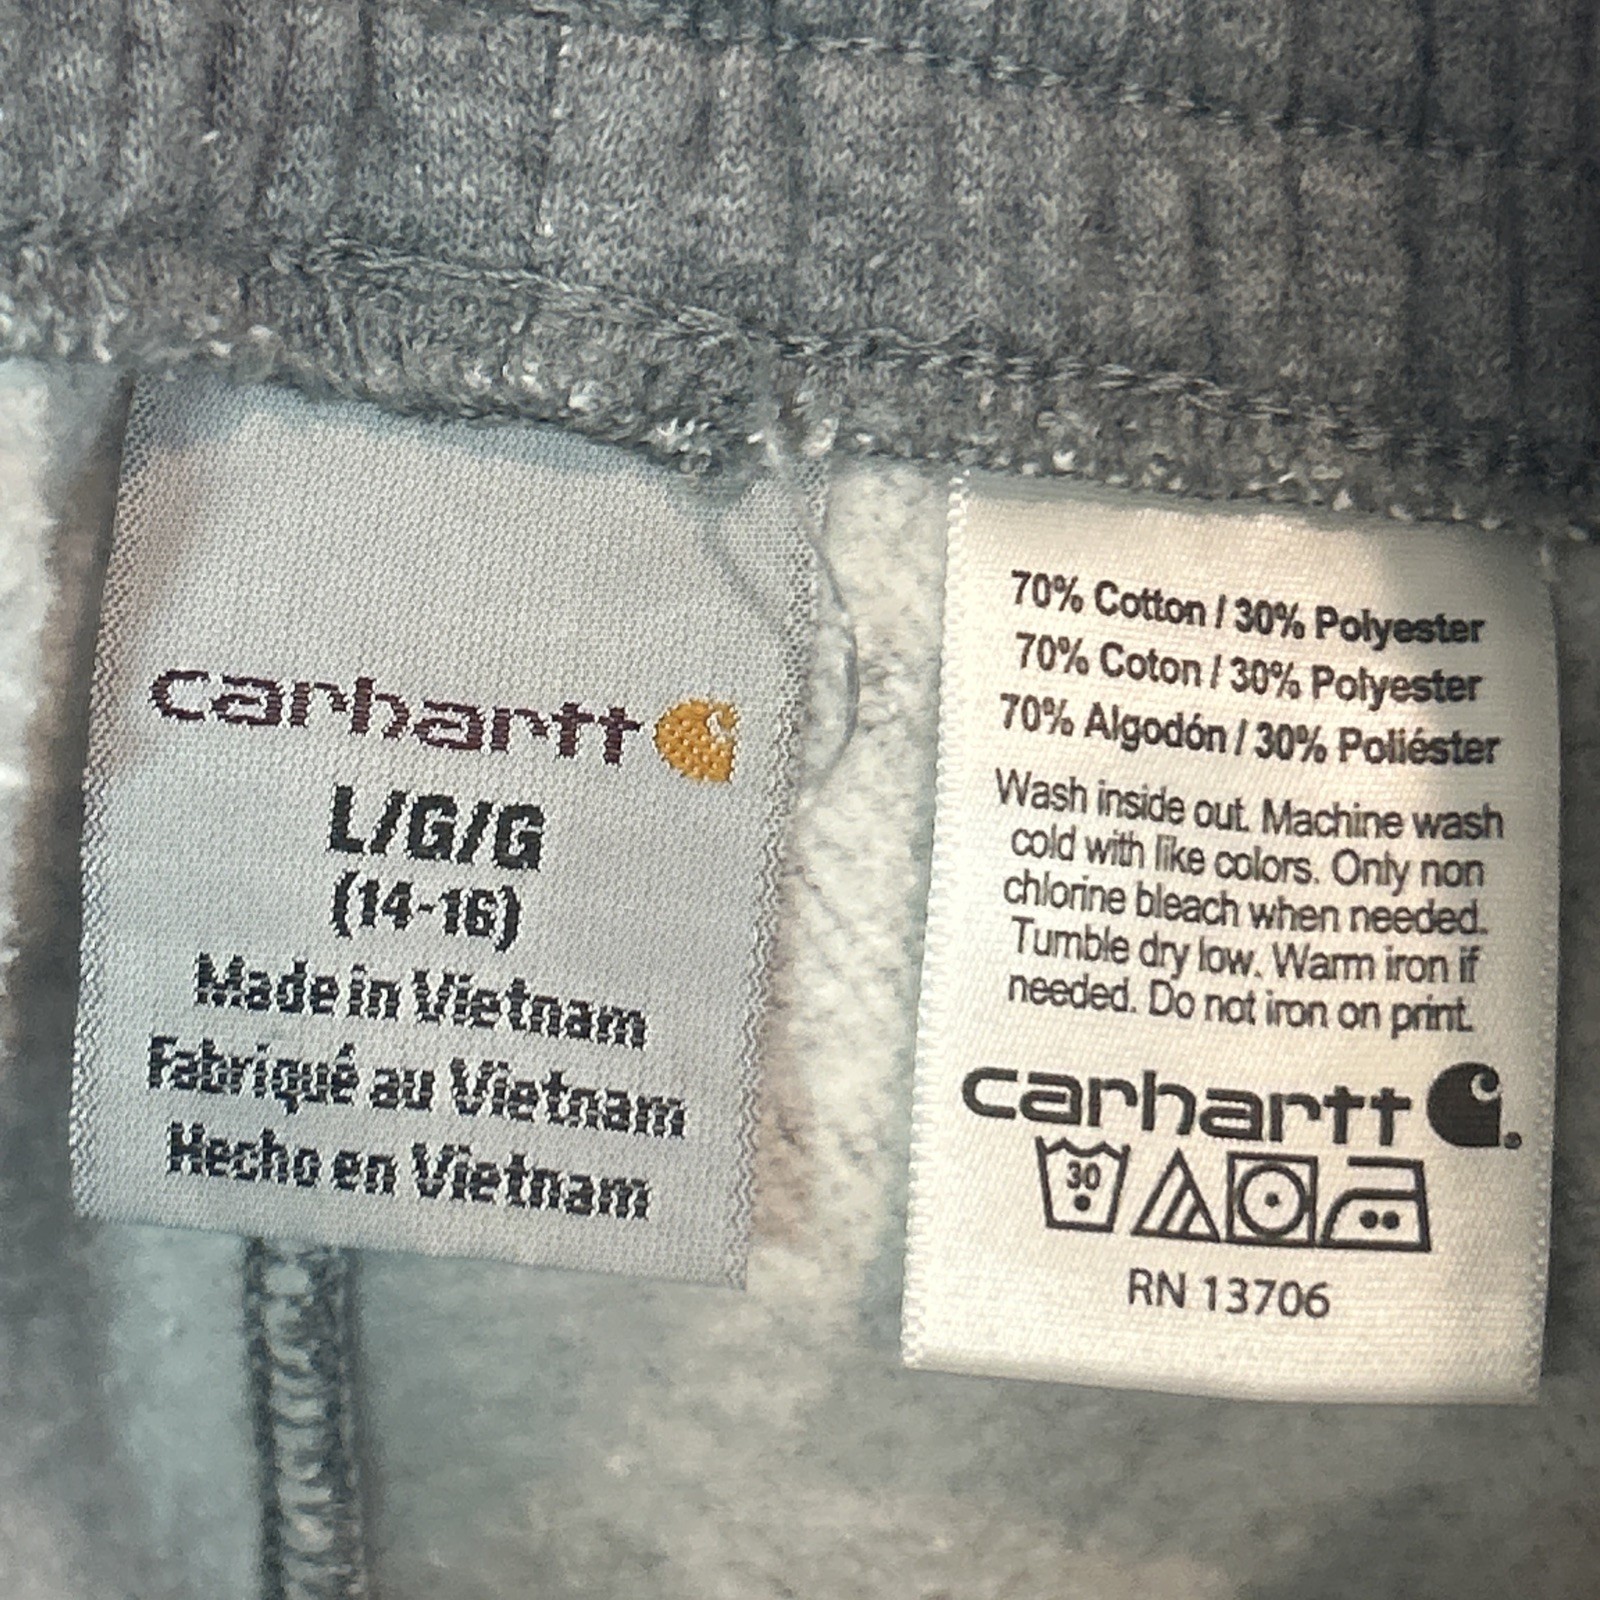 carhartt
L/G/G
(14-16)
Made in Vietnam
Fabriqué au Vietnam
Hecho en Vietnam
70% Cotton / 30% Polyester
70% Coton / 30% Polyester
70% Algodón / 30% Poliéster
Wash inside out. Machine wash
cold with like colors. Only non
chlorine bleach when needed.
Tumble dry low. Warm iron if
needed. Do not iron on print.
carhartt
30
RN 13706